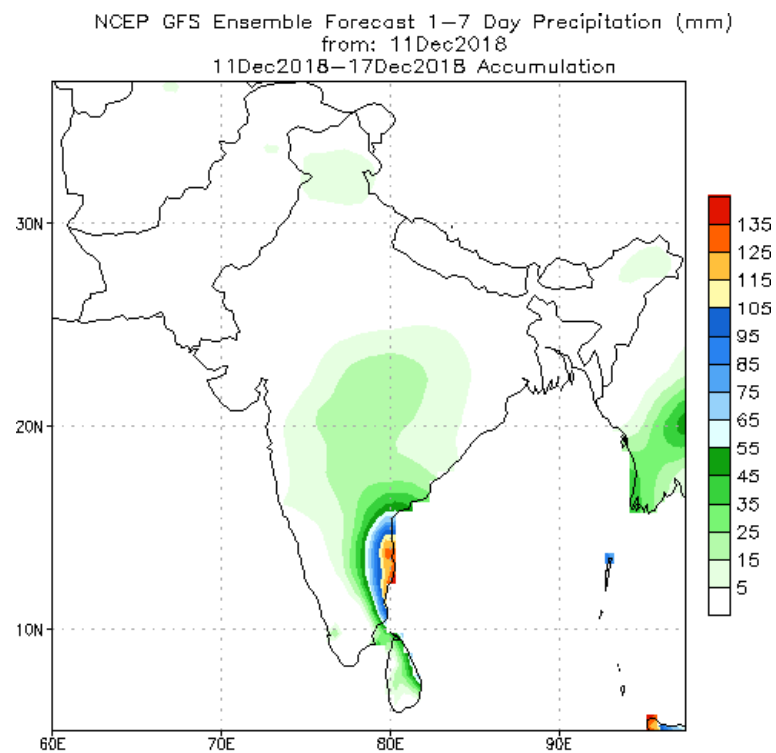 NCEP GFS Ensemble Forecast 1-7 Day Precipitation (mm)
from: 11Dec2018
11Dec2018-17Dec2018 Accumulation
30N
20N
10N
60E 70E 80E 90E
135
125
115
105
95
85
75
65
55
45
35
25
15
5